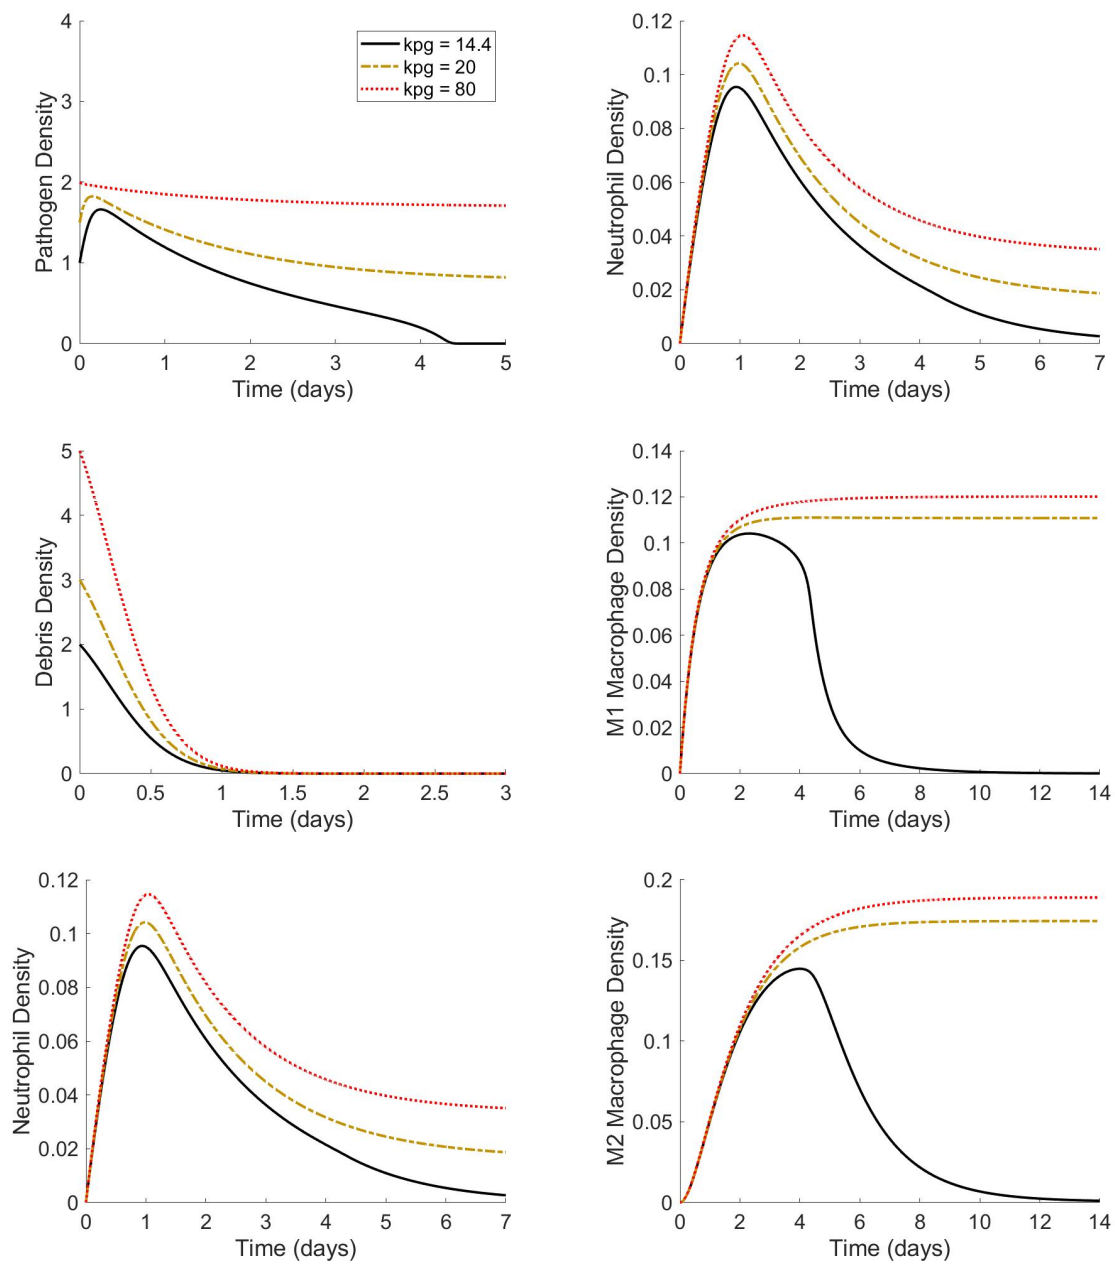 4
3
2
1
0
Pathogen Density
kpg = 14.4
kpg = 20
kpg = 80
0 1 2 3 4 5
Time (days)
0.12
0.1
0.08
0.06
0.04
0.02
0
Neutrophil Density
0 1 2 3 4 5 6 7
Time (days)
5
4
3
2
1
0
Debris Density
0 0.5 1 1.5 2 2.5 3
Time (days)
0.14
0.12
0.1
0.08
0.06
0.04
0.02
0
M1 Macrophage Density
0 2 4 6 8 10 12 14
Time (days)
0.12
0.1
0.08
0.06
0.04
0.02
0
Neutrophil Density
0 1 2 3 4 5 6 7
Time (days)
0.2
0.15
0.1
0.05
0
M2 Macrophage Density
0 2 4 6 8 10 12 14
Time (days)